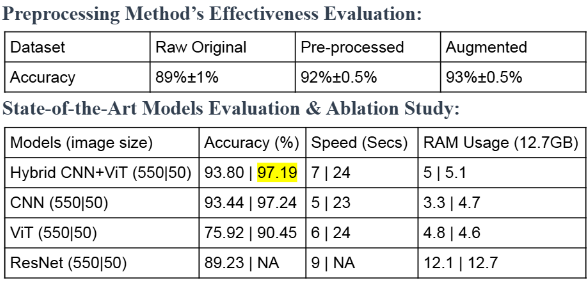 Preprocessing Method's Effectiveness Evaluation:
Dataset Raw Original Pre-processed Augmented
Accuracy 89%±1% 92%±0.5% 93%±0.5%
State-of-the-Art Models Evaluation & Ablation Study:
Models (image size) Accuracy (%) Speed (Secs) RAM Usage (12.7GB)
Hybrid CNN+ViT (550|50) 93.80 | 97.19 7 | 24 5 | 5.1
CNN (550|50) 93.44 | 97.24 5 | 23 3.3 | 4.7
ViT (550|50) 75.92 | 90.45 6 | 24 4.8 | 4.6
ResNet (550|50) 89.23 | NA 9 | NA 12.1 | 12.7